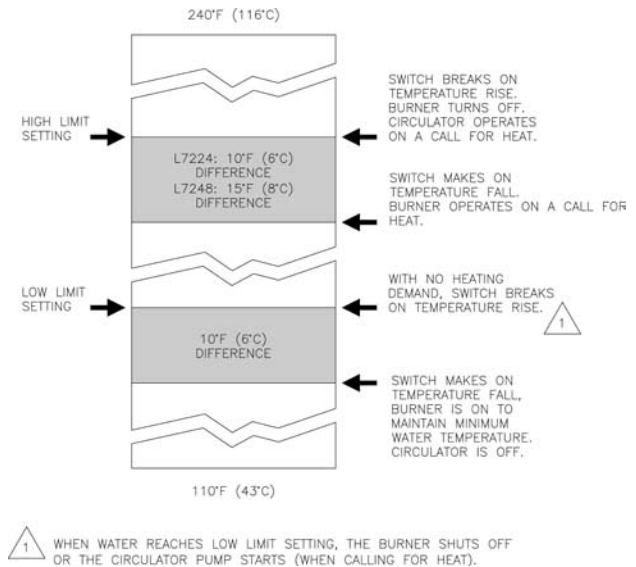 240°F (116°C)
SWITCH BREAKS ON
TEMPERATURE RISE.
BURNER TURNS OFF.
CIRCULATOR OPERATES
ON A CALL FOR HEAT.
HIGH LIMIT
SETTING
L7224: 10°F (6°C)
DIFFERENCE
L7248: 15°F (8°C)
DIFFERENCE
SWITCH MAKES ON
TEMPERATURE FALL.
BURNER OPERATES ON A CALL FOR
HEAT.
LOW LIMIT
SETTING
WITH NO HEATING
DEMAND, SWITCH BREAKS
ON TEMPERATURE RISE.
1
10°F (6°C)
DIFFERENCE
SWITCH MAKES ON
TEMPERATURE FALL,
BURNER IS ON TO
MAINTAIN MINIMUM
WATER TEMPERATURE.
CIRCULATOR IS OFF.
110°F (43°C)
1 WHEN WATER REACHES LOW LIMIT SETTING, THE BURNER SHUTS OFF
OR THE CIRCULATOR PUMP STARTS (WHEN CALLING FOR HEAT).